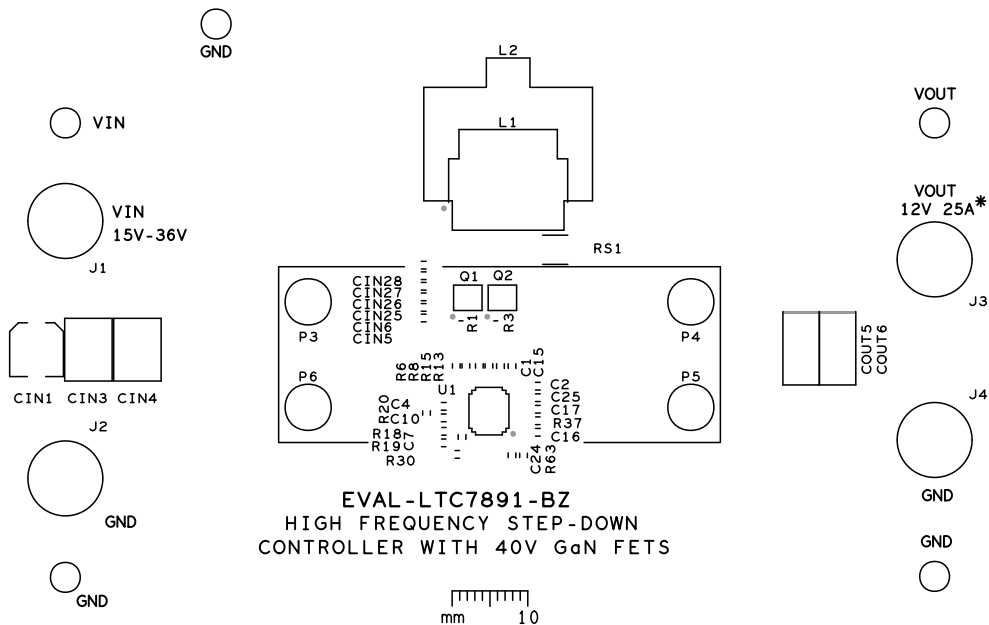 GND
VIN
VIN
15V-36V
J1
L2
L1
RS1
VOUT
VOUT
12V 25A*
J3
CIN28
CIN27
CIN26
CIN25
CIN6
CIN5
Q1
Q2
R1
R3
P3
P4
P6
P5
R6
R8
R15
R13
C1
C15
U1
C2
C25
C17
R37
C16
R20
C4
C10
R18
R19
C7
R30
C24
R63
CIN1
CIN3
CIN4
J2
GND
GND
COUT5
COUT6
J4
GND
GND
EVAL-LTC7891-BZ
HIGH FREQUENCY STEP-DOWN
CONTROLLER WITH 40V GaN FETS
mm 10